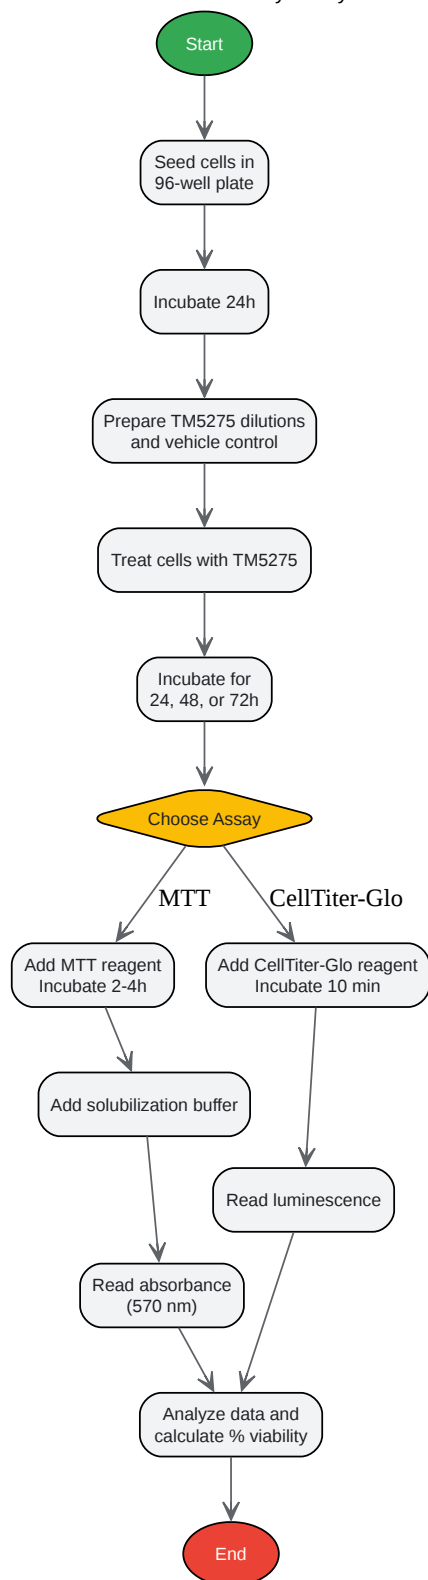 Start
Seed cells in
96-well plate
Incubate 24h
Prepare TM5275 dilutions
and vehicle control
Treat cells with TM5275
Incubate for
24, 48, or 72h
Choose Assay
MTT
CellTiter-Glo
Add MTT reagent
Incubate 2-4h
Add CellTiter-Glo reagent
Incubate 10 min
Add solubilization buffer
Read luminescence
Read absorbance
(570 nm)
Analyze data and
calculate % viability
End